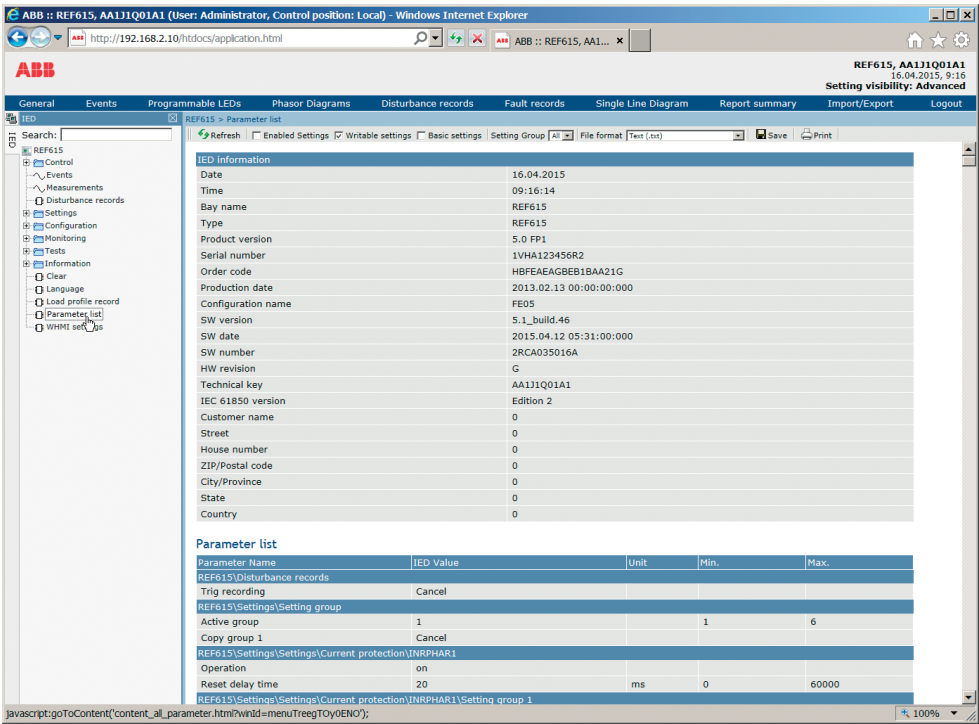 ABB :: REF615, AA1J1Q01A1 (User: Administrator, Control position: Local) - Windows Internet Explorer
http://192.168.2.10/htdocs/application.html
ABB :: REF615, AA1...
ABB
REF615, AA1J1Q01A1
16.04.2015, 9:16
Setting visibility: Advanced
General Events Programmable LEDs Phasor Diagrams Disturbance records Fault records Single Line Diagram Report summary Import/Export Logout
IED
REF615 > Parameter list
IED
Search:
Refresh Enabled Settings Writable settings Basic settings Setting Group All File format Text (.txt) Save Print
REF615
Control
Events
Measurements
Disturbance records
Settings
Configuration
Monitoring
Tests
Information
Clear
Language
Load profile record
Parameter list
WHMI settings
IED information
Date 16.04.2015
Time 09:16:14
Bay name REF615
Type REF615
Product version 5.0 FP1
Serial number 1VHA123456R2
Order code HBFEAEAGBEB1BAA21G
Production date 2013.02.13 00:00:00:000
Configuration name FE05
SW version 5.1_build.46
SW date 2015.04.12 05:31:00:000
SW number 2RCA035016A
HW revision G
Technical key AA1J1Q01A1
IEC 61850 version Edition 2
Customer name 0
Street 0
House number 0
ZIP/Postal code 0
City/Province 0
State 0
Country 0
Parameter list
Parameter Name IED Value Unit Min. Max.
REF615\Disturbance records
Trig recording Cancel
REF615\Settings\Setting group
Active group 1 1 6
Copy group 1 Cancel
REF615\Settings\Settings\Current protection\INRPHAR1
Operation on
Reset delay time 20 ms 0 60000
REF615\Settings\Settings\Current protection\INRPHAR1\Setting group 1
javascript:goToContent('content_all_parameter.html?winId=menuTreegTOy0ENO');
100%